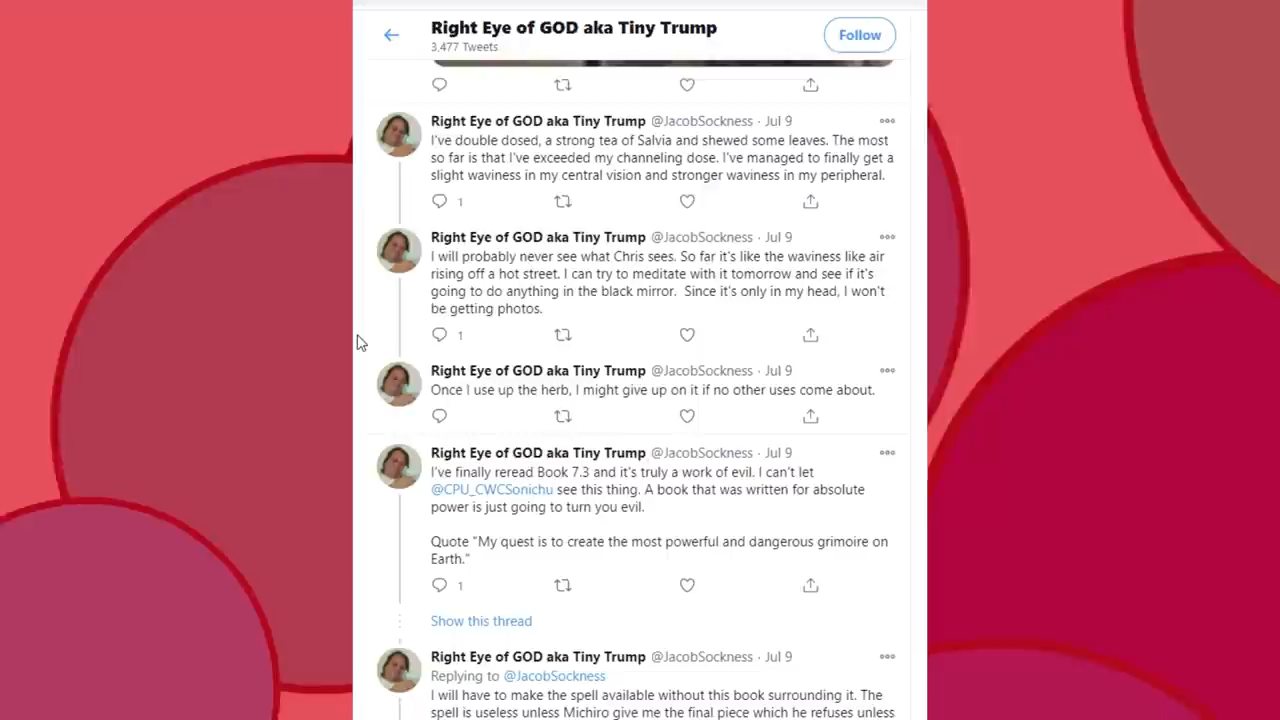 Right Eye of GOD aka Tiny Trump
3,477 Tweets
Follow
Right Eye of GOD aka Tiny Trump @JacobSockness · Jul 9
I've double dosed, a strong tea of Salvia and shewed some leaves. The most
so far is that I've exceeded my channeling dose. I've managed to finally get a
slight waviness in my central vision and stronger waviness in my peripheral.
1
Right Eye of GOD aka Tiny Trump @JacobSockness · Jul 9
I will probably never see what Chris sees. So far it's like the waviness like air
rising off a hot street. I can try to meditate with it tomorrow and see if it's
going to do anything in the black mirror. Since it's only in my head, I won't
be getting photos.
1
Right Eye of GOD aka Tiny Trump @JacobSockness · Jul 9
Once I use up the herb, I might give up on it if no other uses come about.
Right Eye of GOD aka Tiny Trump @JacobSockness · Jul 9
I've finally reread Book 7.3 and it's truly a work of evil. I can't let
@CPU_CWCSonichu see this thing. A book that was written for absolute
power is just going to turn you evil.
Quote "My quest is to create the most powerful and dangerous grimoire on
Earth."
1
Show this thread
Right Eye of GOD aka Tiny Trump @JacobSockness · Jul 9
Replying to @JacobSockness
I will have to make the spell available without this book surrounding it. The
spell is useless unless Michiro give me the final piece which he refuses unless